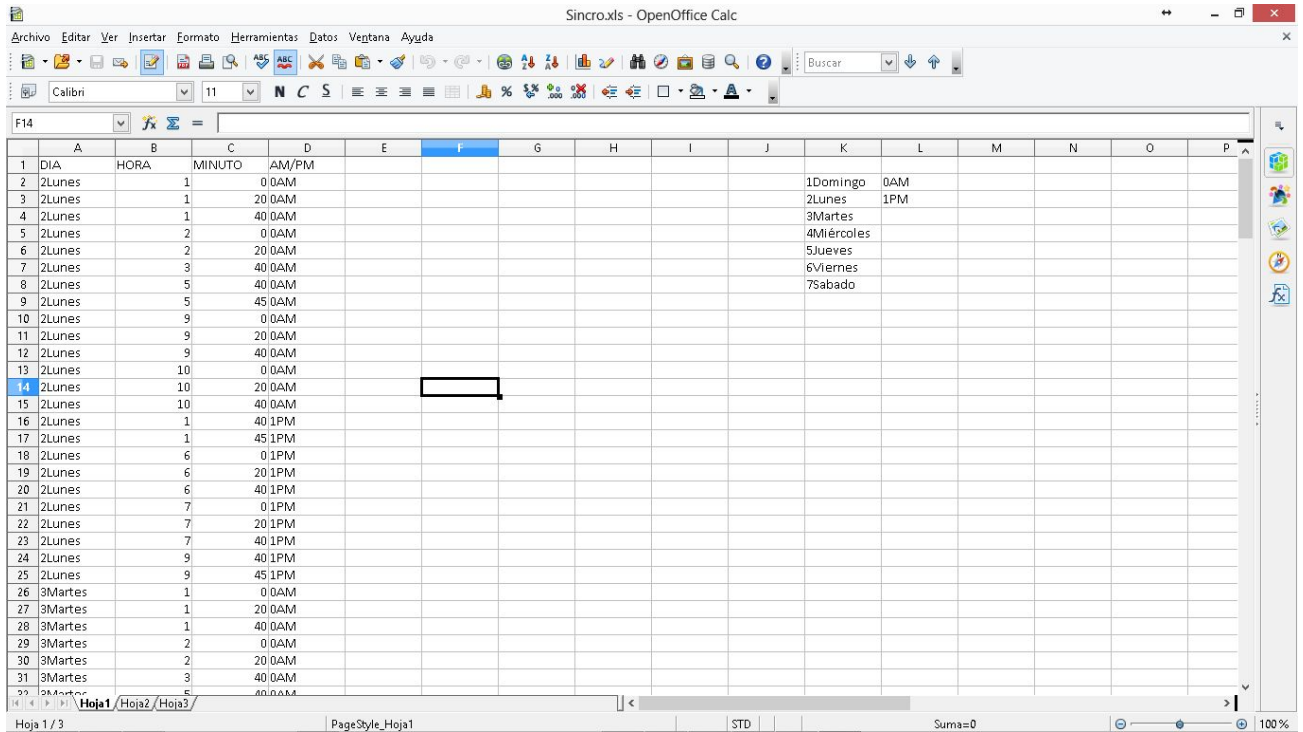 Sincro.xls - OpenOffice Calc
Archivo Editar Ver Insertar Formato Herramientas Datos Ventana Ayuda
Buscar
Calibri 11 N C S
F14
A B C D E F G H I J K L M N O P
1 DIA HORA MINUTO AM/PM
2 2Lunes 1 0 0AM 1Domingo 0AM
3 2Lunes 1 20 0AM 2Lunes 1PM
4 2Lunes 1 40 0AM 3Martes
5 2Lunes 2 0 0AM 4Miércoles
6 2Lunes 2 20 0AM 5Jueves
7 2Lunes 3 40 0AM 6Viernes
8 2Lunes 5 40 0AM 7Sabado
9 2Lunes 5 45 0AM
10 2Lunes 9 0 0AM
11 2Lunes 9 20 0AM
12 2Lunes 9 40 0AM
13 2Lunes 10 0 0AM
14 2Lunes 10 20 0AM
15 2Lunes 10 40 0AM
16 2Lunes 1 40 1PM
17 2Lunes 1 45 1PM
18 2Lunes 6 0 1PM
19 2Lunes 6 20 1PM
20 2Lunes 6 40 1PM
21 2Lunes 7 0 1PM
22 2Lunes 7 20 1PM
23 2Lunes 7 40 1PM
24 2Lunes 9 40 1PM
25 2Lunes 9 45 1PM
26 3Martes 1 0 0AM
27 3Martes 1 20 0AM
28 3Martes 1 40 0AM
29 3Martes 2 0 0AM
30 3Martes 2 20 0AM
31 3Martes 3 40 0AM
32 3Martes 5 40 0AM
Hoja1 Hoja2 Hoja3
Hoja 1 / 3 PageStyle_Hoja1 STD Suma=0 100 %